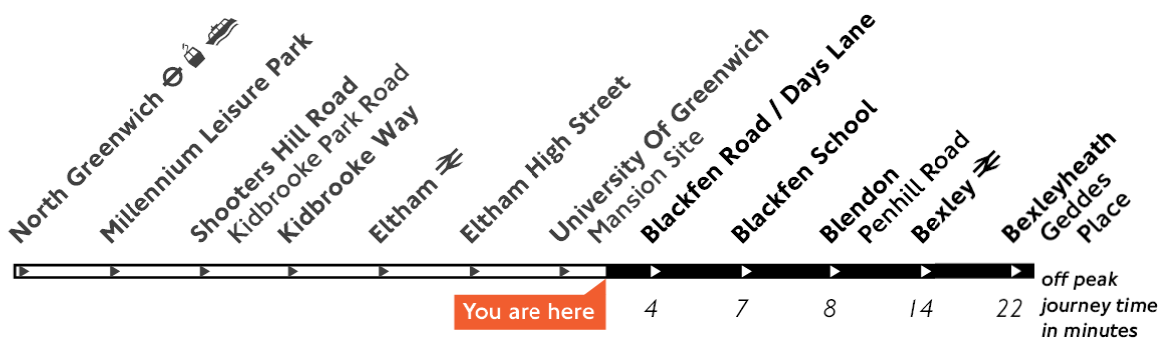 North Greenwich
Millennium Leisure Park
Shooters Hill Road
Kidbrooke Park Road
Kidbrooke Way
Eltham
Eltham High Street
University Of Greenwich
Mansion Site
Blackfen Road / Days Lane
Blackfen School
Blendon
Penhill Road
Bexley
Bexleyheath
Geddes
Place
You are here
4
7
8
14
22
off peak
journey time
in minutes